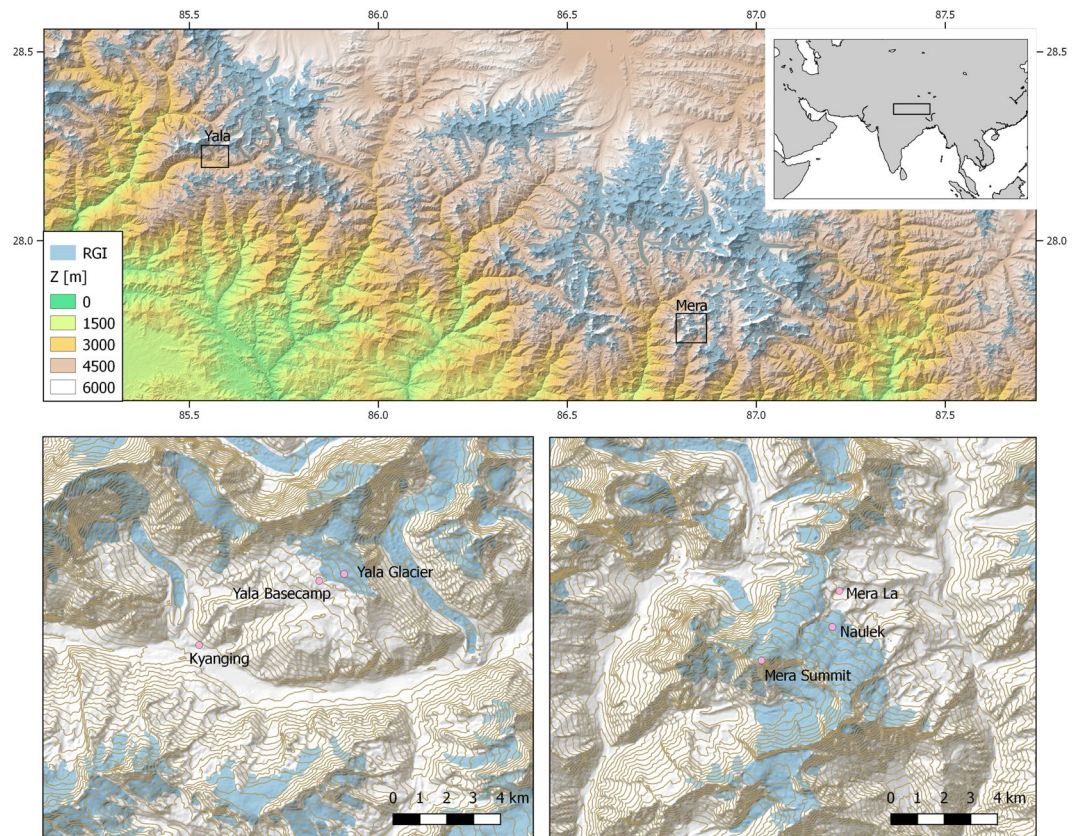 85.5 86.0 86.5 87.0 87.5
28.5 28.5
Yala
28.0 28.0
RGI
Z [m]
0
1500
3000
4500
6000
Mera
85.5 86.0 86.5 87.0 87.5
Yala Glacier
Yala Basecamp
Kyanging
0 1 2 3 4 km
Mera La
Naulek
Mera Summit
0 1 2 3 4 km